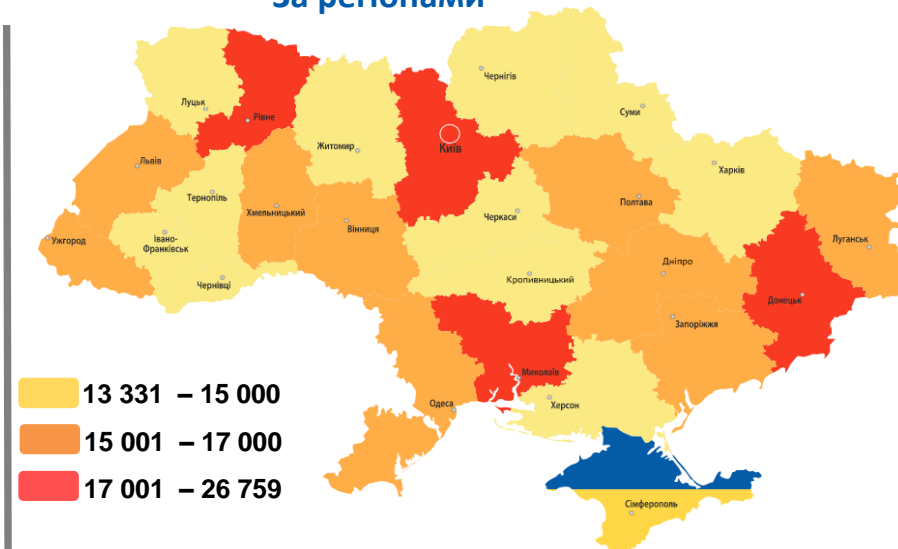 За регіонами
Чернігів
Луцьк
Рівне
Суми
Київ
Житомир
Львів
Харків
Тернопіль
Полтава
Хмельницький
Черкаси
Вінниця
Ужгород
Івано-
Франківськ
Луганськ
Дніпро
Чернівці
Кропивницький
Донецьк
Запоріжжя
Миколаїв
13 331 – 15 000
Одеса
Херсон
15 001 – 17 000
17 001 – 26 759
Сімферополь